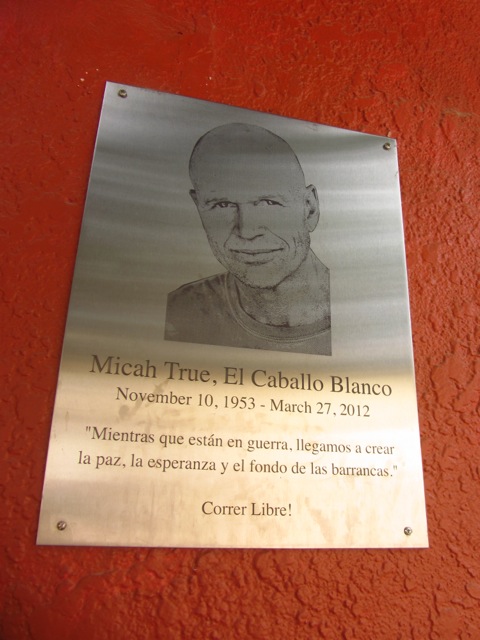 Micah True, El Caballo Blanco
November 10, 1953 - March 27, 2012
"Mientras que están en guerra, llegamos a crear
la paz, la esperanza y el fondo de las barrancas."
Correr Libre!